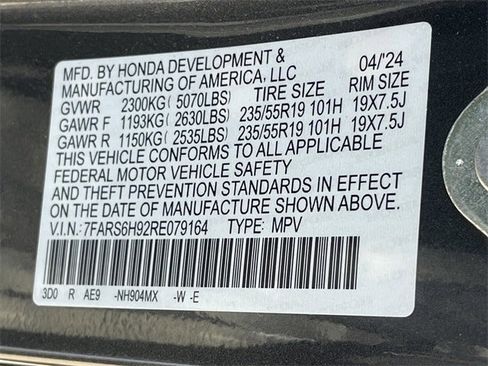 MFD. BY HONDA DEVELOPMENT & 04/'24
MANUFACTURING OF AMERICA, LLC
GVWR 2300KG ( 5070LBS) TIRE SIZE RIM SIZE
GAWR F 1193KG ( 2630LBS) 235/55R19 101H 19X7.5J
GAWR R 1150KG ( 2535LBS) 235/55R19 101H 19X7.5J
THIS VEHICLE CONFORMS TO ALL APPLICABLE
FEDERAL MOTOR VEHICLE SAFETY
AND THEFT PREVENTION STANDARDS IN EFFECT
ON THE DATE OF MANUFACTURE SHOWN ABOVE.
V.I.N.: 7FARS6H92RE079164 TYPE: MPV
3D0 R AE9 -NH904MX -W -E